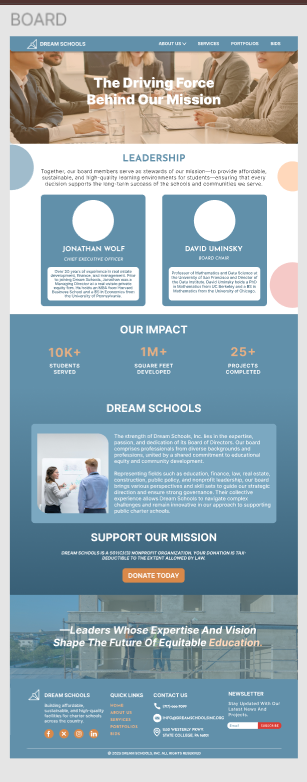 BOARD
DREAM SCHOOLS
ABOUT US
SERVICES
PORTFOLIOS
BIDS
The Driving Force
Behind Our Mission
LEADERSHIP
Together, our board members serve as stewards of our mission—to provide affordable,
sustainable, and high-quality learning environments for students—ensuring that every
decision supports the long-term success of the schools and communities we serve.
JONATHAN WOLF
CHIEF EXECUTIVE OFFICER
Over 20 years of experience in real estate
development, finance, and management. Prior
to joining Dream Schools, Jonathan was a
Managing Director at a real estate private
equity firm. He holds an MBA from Harvard
Business School and a BS in Economics from
the University of Pennsylvania.
DAVID UMINSKY
BOARD CHAIR
Professor of Mathematics and Data Science at
the University of San Francisco and Director of
the Data Institute. David Uminsky holds a PhD
in Mathematics from UC Berkeley and a BS in
Mathematics from the University of Chicago.
OUR IMPACT
10K+
STUDENTS
SERVED
1M+
SQUARE FEET
DEVELOPED
25+
PROJECTS
COMPLETED
DREAM SCHOOLS
The strength of Dream Schools, Inc. lies in the expertise,
passion, and dedication of its Board of Directors. Our board
comprises professionals from diverse backgrounds and
professions, united by a shared commitment to educational
equity and community development.
Representing fields such as education, finance, law, real estate,
construction, public policy, and nonprofit leadership, our board
brings various perspectives and skill sets to guide our strategic
direction and ensure strong governance. Their collective
experience allows Dream Schools to navigate complex
challenges and remain innovative in our approach to supporting
public charter schools.
SUPPORT OUR MISSION
DREAM SCHOOLS IS A 501(C)(3) NONPROFIT ORGANIZATION, YOUR DONATION IS TAX-
DEDUCTIBLE TO THE EXTENT ALLOWED BY LAW.
DONATE TODAY
—Leaders Whose Expertise And Vision
Shape The Future Of Equitable Education.
DREAM SCHOOLS
Building affordable,
sustainable, and high-quality
facilities for charter schools
across the country.
QUICK LINKS
HOME
ABOUT US
SERVICES
PORTFOLIOS
BIDS
CONTACT US
INFO@DREAMSCHOOLSINC.ORG
STATE COLLEGE, PA 16801
NEWSLETTER
Stay Updated With Our
Latest News And
Projects.
Email
SUBSCRIBE
© 2025 DREAM SCHOOLS, INC. ALL RIGHTS RESERVED